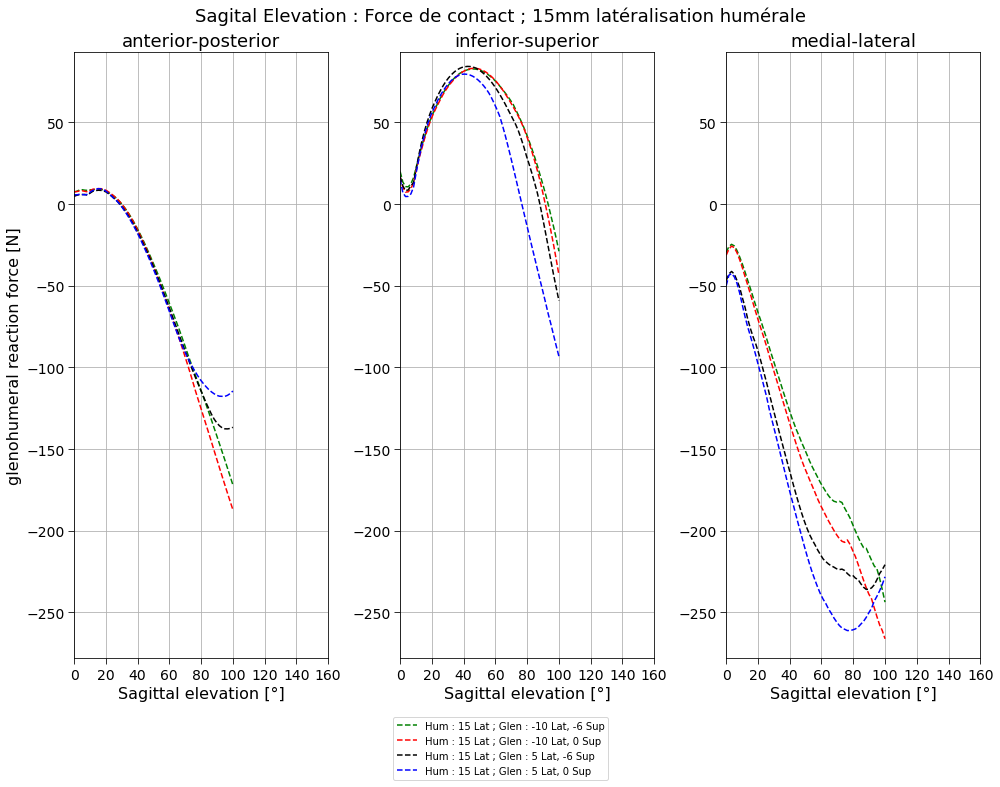 Sagital Elevation : Force de contact ; 15mm latéralisation humérale
anterior-posterior
inferior-superior
medial-lateral
glenohumeral reaction force [N]
50
0
−50
−100
−150
−200
−250
0 20 40 60 80 100 120 140 160
Sagittal elevation [°]
50
0
−50
−100
−150
−200
−250
0 20 40 60 80 100 120 140 160
Sagittal elevation [°]
50
0
−50
−100
−150
−200
−250
0 20 40 60 80 100 120 140 160
Sagittal elevation [°]
Hum : 15 Lat ; Glen : -10 Lat, -6 Sup
Hum : 15 Lat ; Glen : -10 Lat, 0 Sup
Hum : 15 Lat ; Glen : 5 Lat, -6 Sup
Hum : 15 Lat ; Glen : 5 Lat, 0 Sup